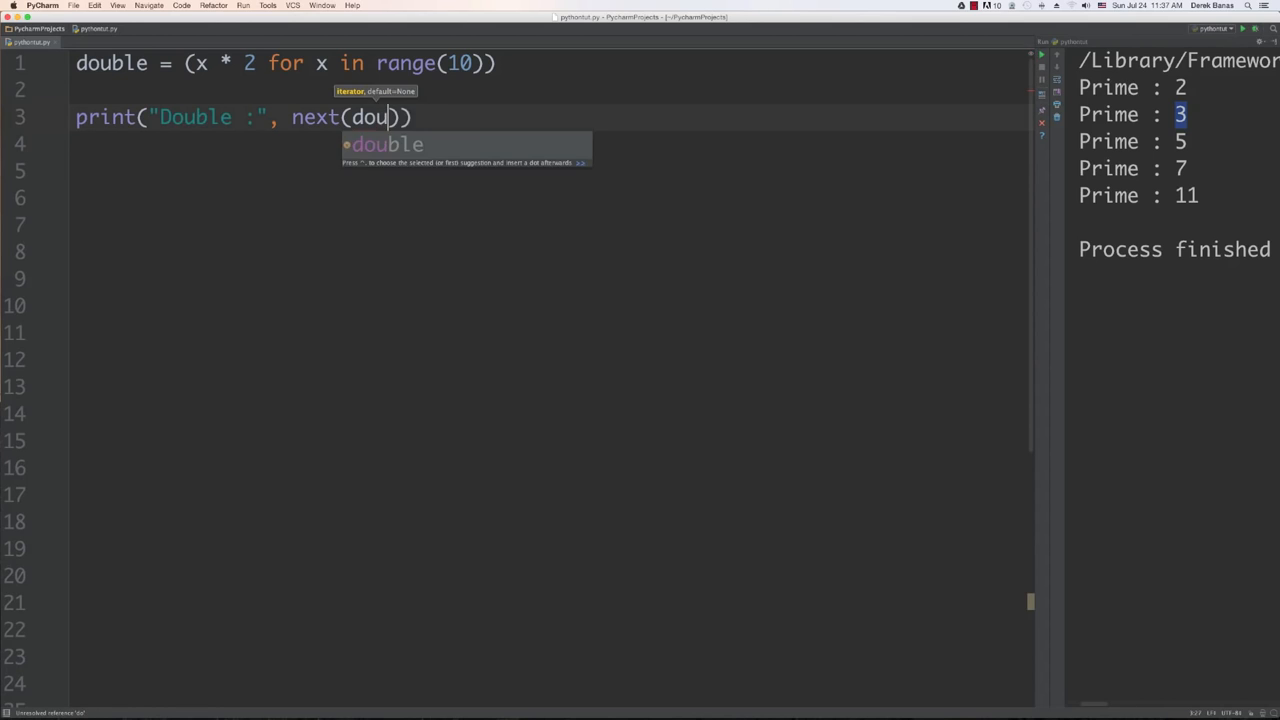 PyCharm File Edit View Navigate Code Refactor Run Tools VCS Window Help 10 Sun Jul 24 11:37 AM Derek Banas
pythontut.py - PyCharmProjects - [~/PycharmProjects]
PycharmProjects pythontut.py pythontut
pythontut.py Run pythontut
1 double = (x * 2 for x in range(10))
2
iterator, default=None
3 print("Double :", next(dou))
4 double
Press ^. to choose the selected (or first) suggestion and insert a dot afterwards >>
5
6
7
8
9
10
11
12
13
14
15
16
17
18
19
20
21
22
23
24
/Library/Framewor
Prime : 2
Prime : 3
Prime : 5
Prime : 7
Prime : 11
Process finished
Unresolved reference 'do' 3:27 LF≑ UTF-8≑